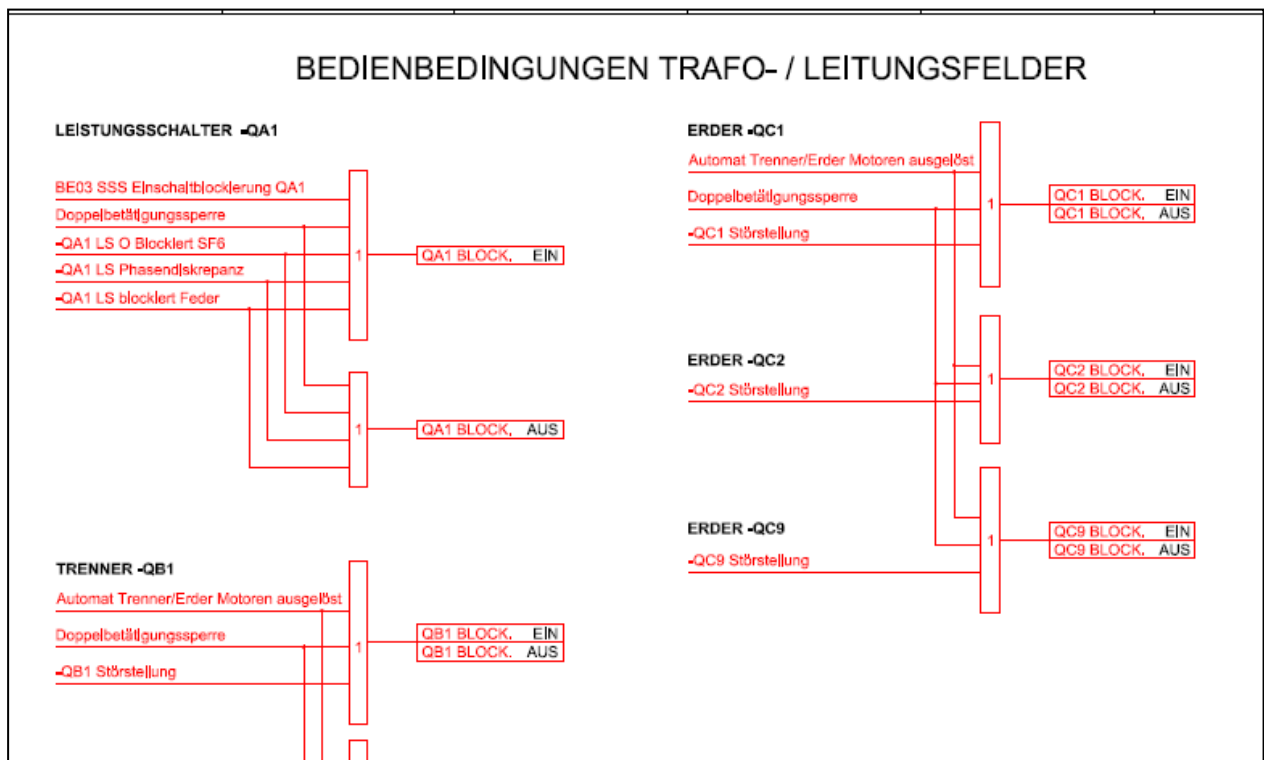 BEDIENBEDINGUNGEN TRAFO- / LEITUNGSFELDER
LEISTUNGSSCHALTER -QA1
BE03 SSS Einschaltblockierung QA1
Doppelbetätigungssperre
-QA1 LS O Blockiert SF6
-QA1 LS Phasendiskrepanz
-QA1 LS blockiert Feder
1
QA1 BLOCK. EIN
1
QA1 BLOCK. AUS
TRENNER -QB1
Automat Trenner/Erder Motoren ausgelöst
Doppelbetätigungssperre
-QB1 Störstellung
1
QB1 BLOCK. EIN
QB1 BLOCK. AUS
ERDER -QC1
Automat Trenner/Erder Motoren ausgelöst
Doppelbetätigungssperre
-QC1 Störstellung
1
QC1 BLOCK. EIN
QC1 BLOCK. AUS
ERDER -QC2
-QC2 Störstellung
1
QC2 BLOCK. EIN
QC2 BLOCK. AUS
ERDER -QC9
-QC9 Störstellung
1
QC9 BLOCK. EIN
QC9 BLOCK. AUS